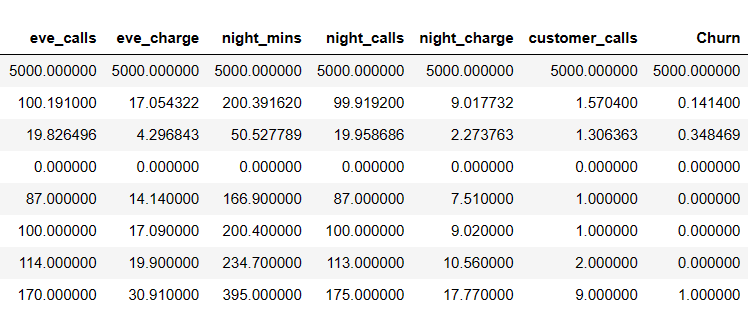 eve_calls eve_charge night_mins night_calls night_charge customer_calls Churn
5000.000000 5000.000000 5000.000000 5000.000000 5000.000000 5000.000000 5000.000000
100.191000 17.054322 200.391620 99.919200 9.017732 1.570400 0.141400
19.826496 4.296843 50.527789 19.958686 2.273763 1.306363 0.348469
0.000000 0.000000 0.000000 0.000000 0.000000 0.000000 0.000000
87.000000 14.140000 166.900000 87.000000 7.510000 1.000000 0.000000
100.000000 17.090000 200.400000 100.000000 9.020000 1.000000 0.000000
114.000000 19.900000 234.700000 113.000000 10.560000 2.000000 0.000000
170.000000 30.910000 395.000000 175.000000 17.770000 9.000000 1.000000